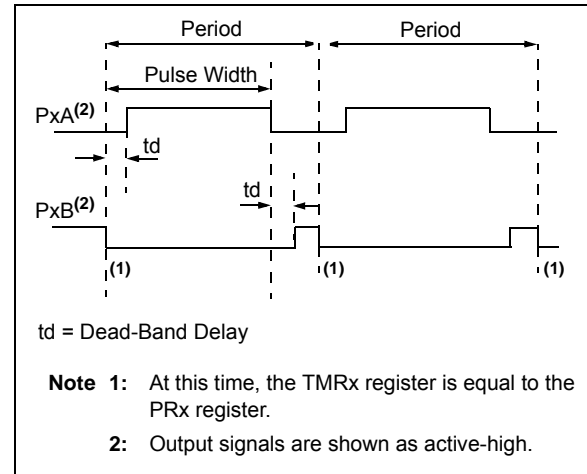 Period Period
Pulse Width
PxA(2)
td
td
PxB(2)
(1) (1) (1)
td = Dead-Band Delay
Note 1: At this time, the TMRx register is equal to the
PRx register.
2: Output signals are shown as active-high.